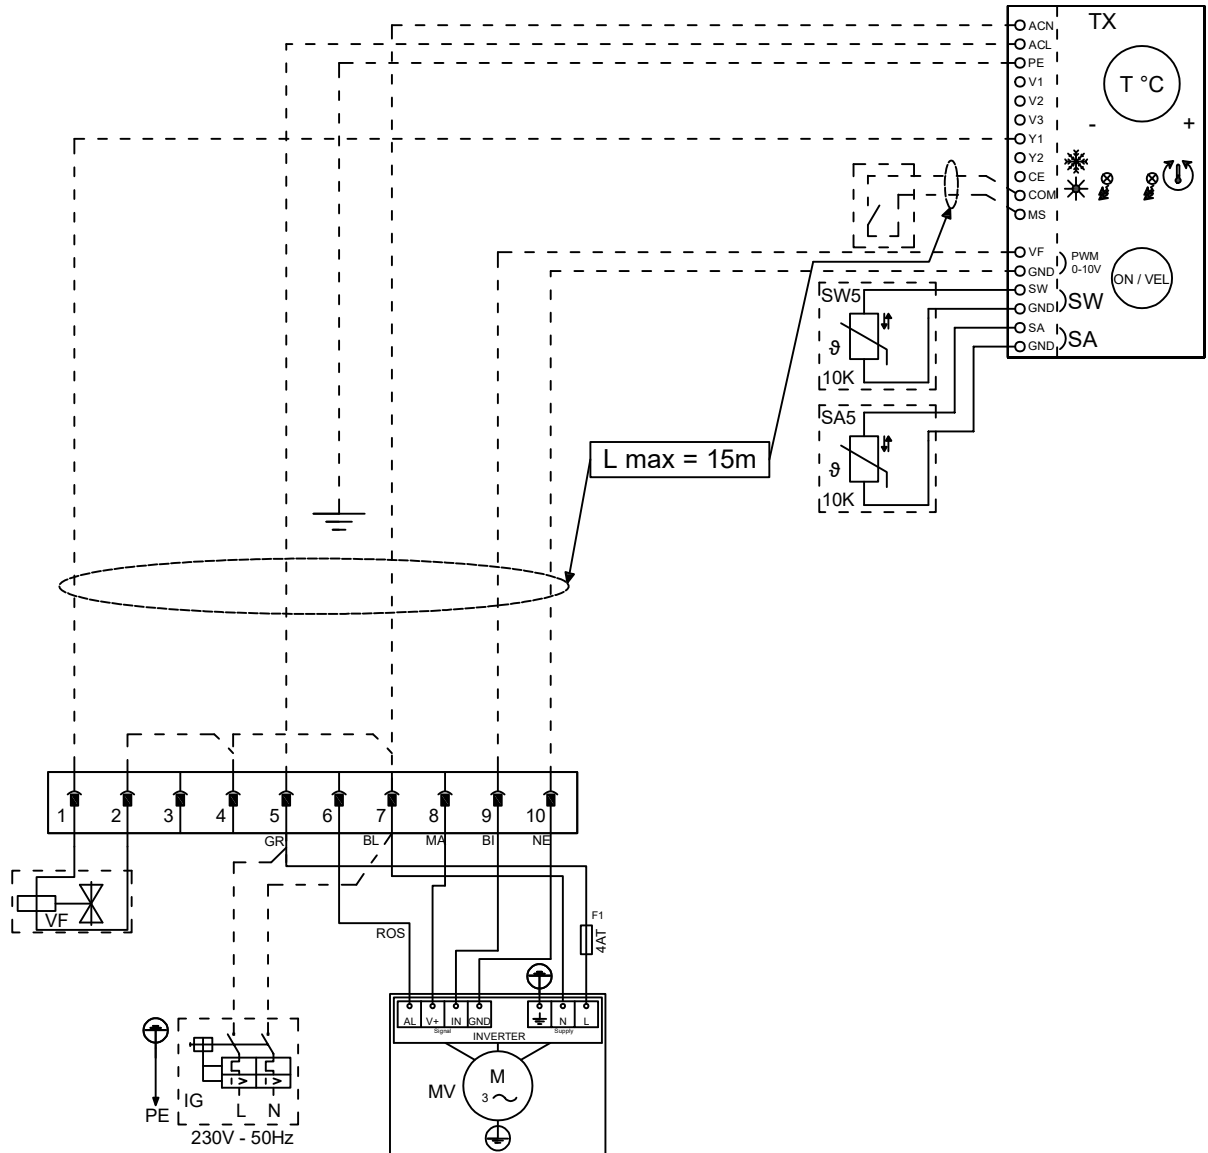 TX
ACN
ACL
PE
V1
V2
V3
Y1
Y2
CE
COM
MS
VF
GND
SW
GND
SA
GND
T °C
- +
PWM
0-10V
ON / VEL
SW
SA
SW5
ϑ
10K
SA5
ϑ
10K
L max = 15m
1 2 3 4 5 6 7 8 9 10
GR BL MA BI NE
VF
ROS
F1
4AT
AL V+ IN GND N L
Signal Supply
INVERTER
MV
M
3
PE
IG
I > I >
L N
230V - 50Hz